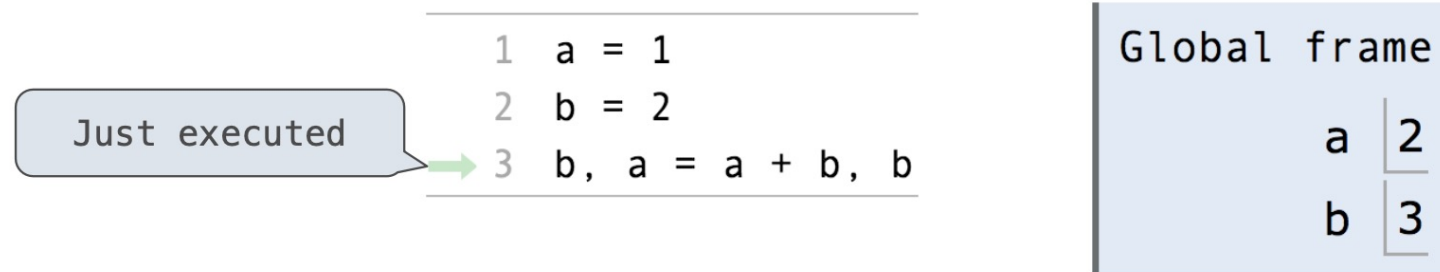 Just executed
1 a = 1
2 b = 2
3 b, a = a + b, b
Global frame
a 2
b 3